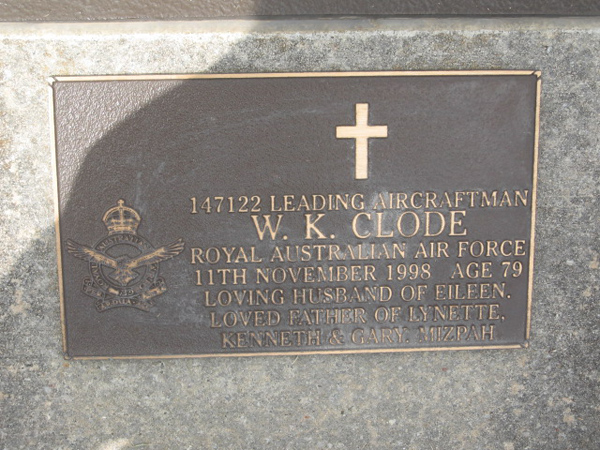 147122 LEADING AIRCRAFTMAN
W. K. CLODE
ROYAL AUSTRALIAN AIR FORCE
11TH NOVEMBER 1998 AGE 79
LOVING HUSBAND OF EILEEN.
LOVED FATHER OF LYNETTE,
KENNETH & GARY. MIZPAH